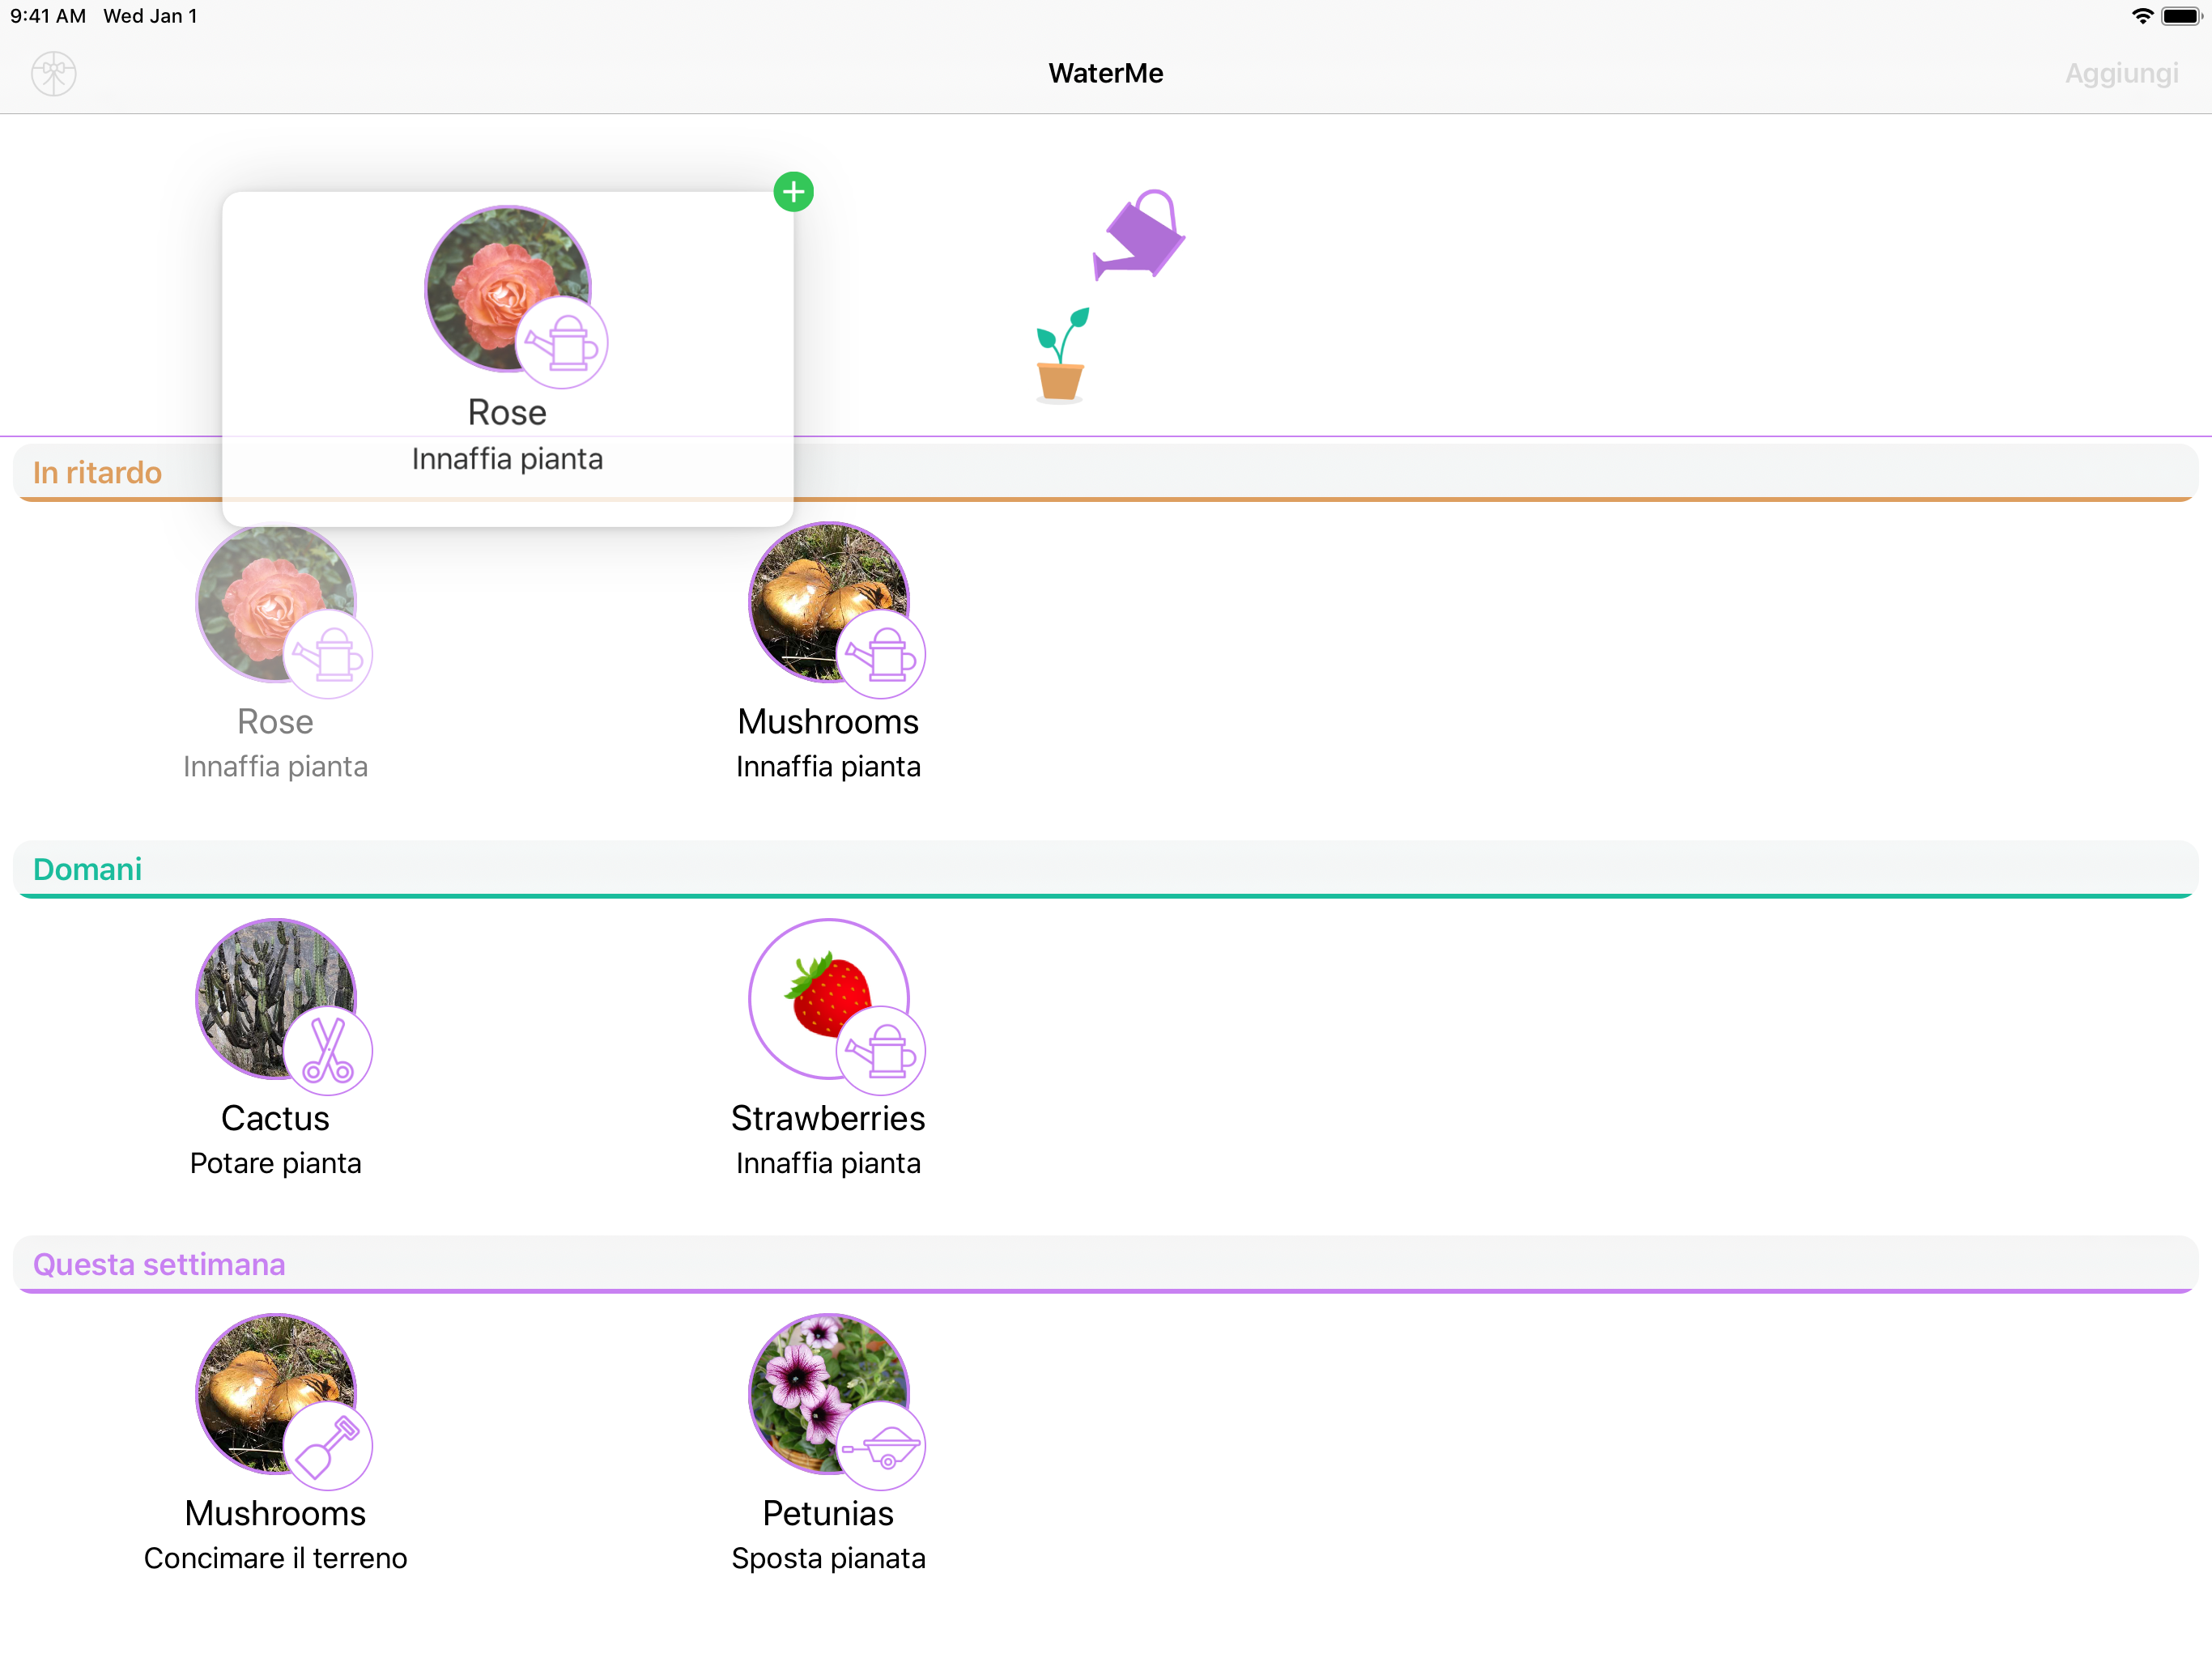 9:41 AM Wed Jan 1
WaterMe
Aggiungi
Rose
Innaffia pianta
In ritardo
Rose
Innaffia pianta
Mushrooms
Innaffia pianta
Domani
Cactus
Potare pianta
Strawberries
Innaffia pianta
Questa settimana
Mushrooms
Concimare il terreno
Petunias
Sposta pianata